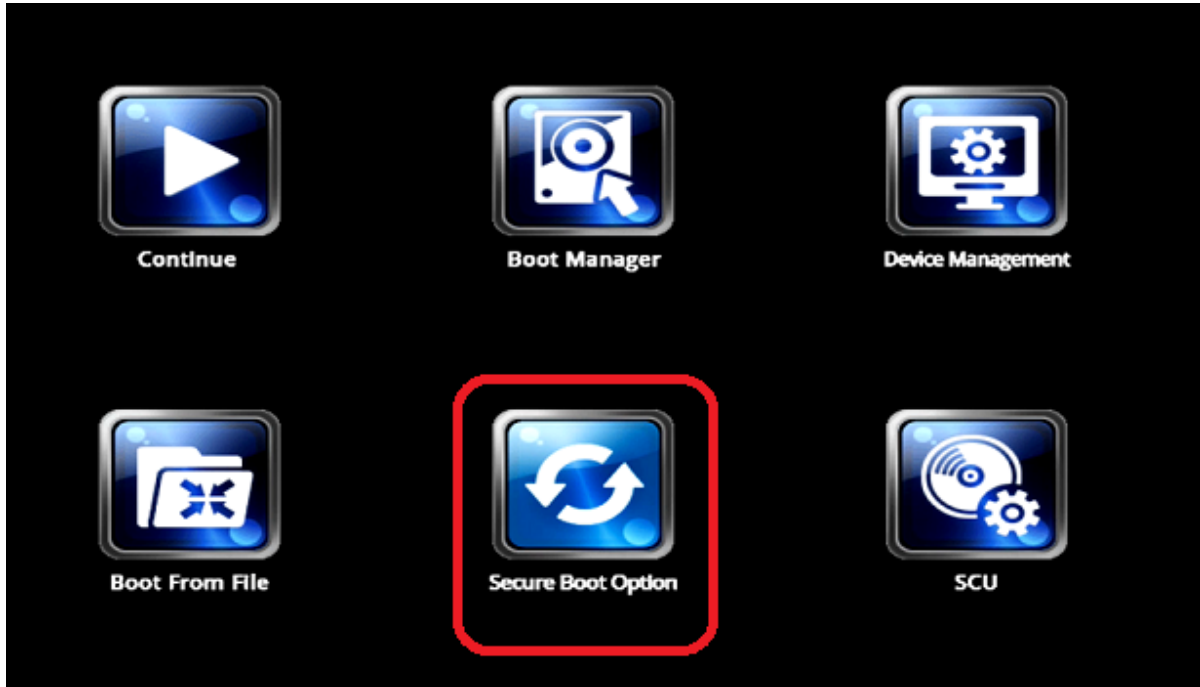 Continue
Boot Manager
Device Management
Boot From File
Secure Boot Option
SCU